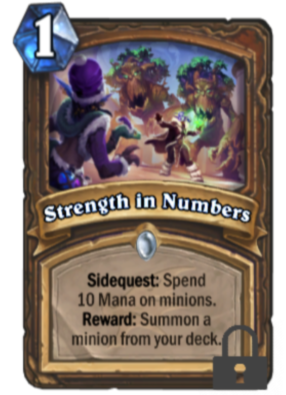 1
Strength in Numbers
Sidequest: Spend
10 Mana on minions.
Reward: Summon a
minion from your deck.